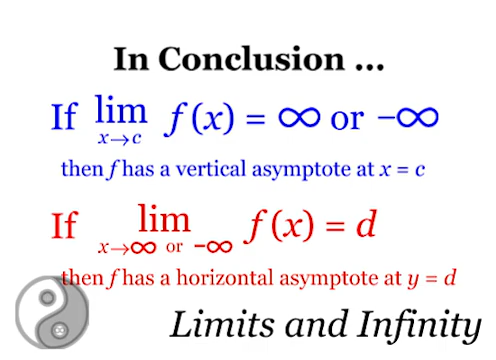 In Conclusion ...
If lim x→c f(x) = ∞ or −∞
then f has a vertical asymptote at x = c
If lim x→∞ or −∞ f(x) = d
then f has a horizontal asymptote at y = d
Limits and Infinity